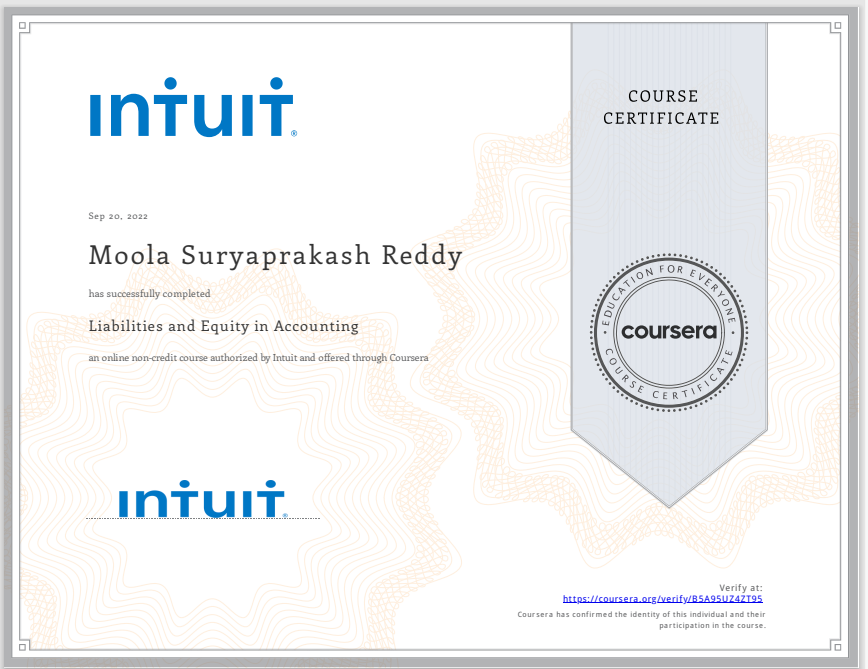 intuit®
COURSE
CERTIFICATE
Sep 20, 2022
Moola Suryaprakash Reddy
has successfully completed
Liabilities and Equity in Accounting
an online non-credit course authorized by Intuit and offered through Coursera
EDUCATION FOR EVERYONE
coursera
COURSE CERTIFICATE
intuit®
Verify at:
https://coursera.org/verify/B5A95UZ4ZT95
Coursera has confirmed the identity of this individual and their
participation in the course.